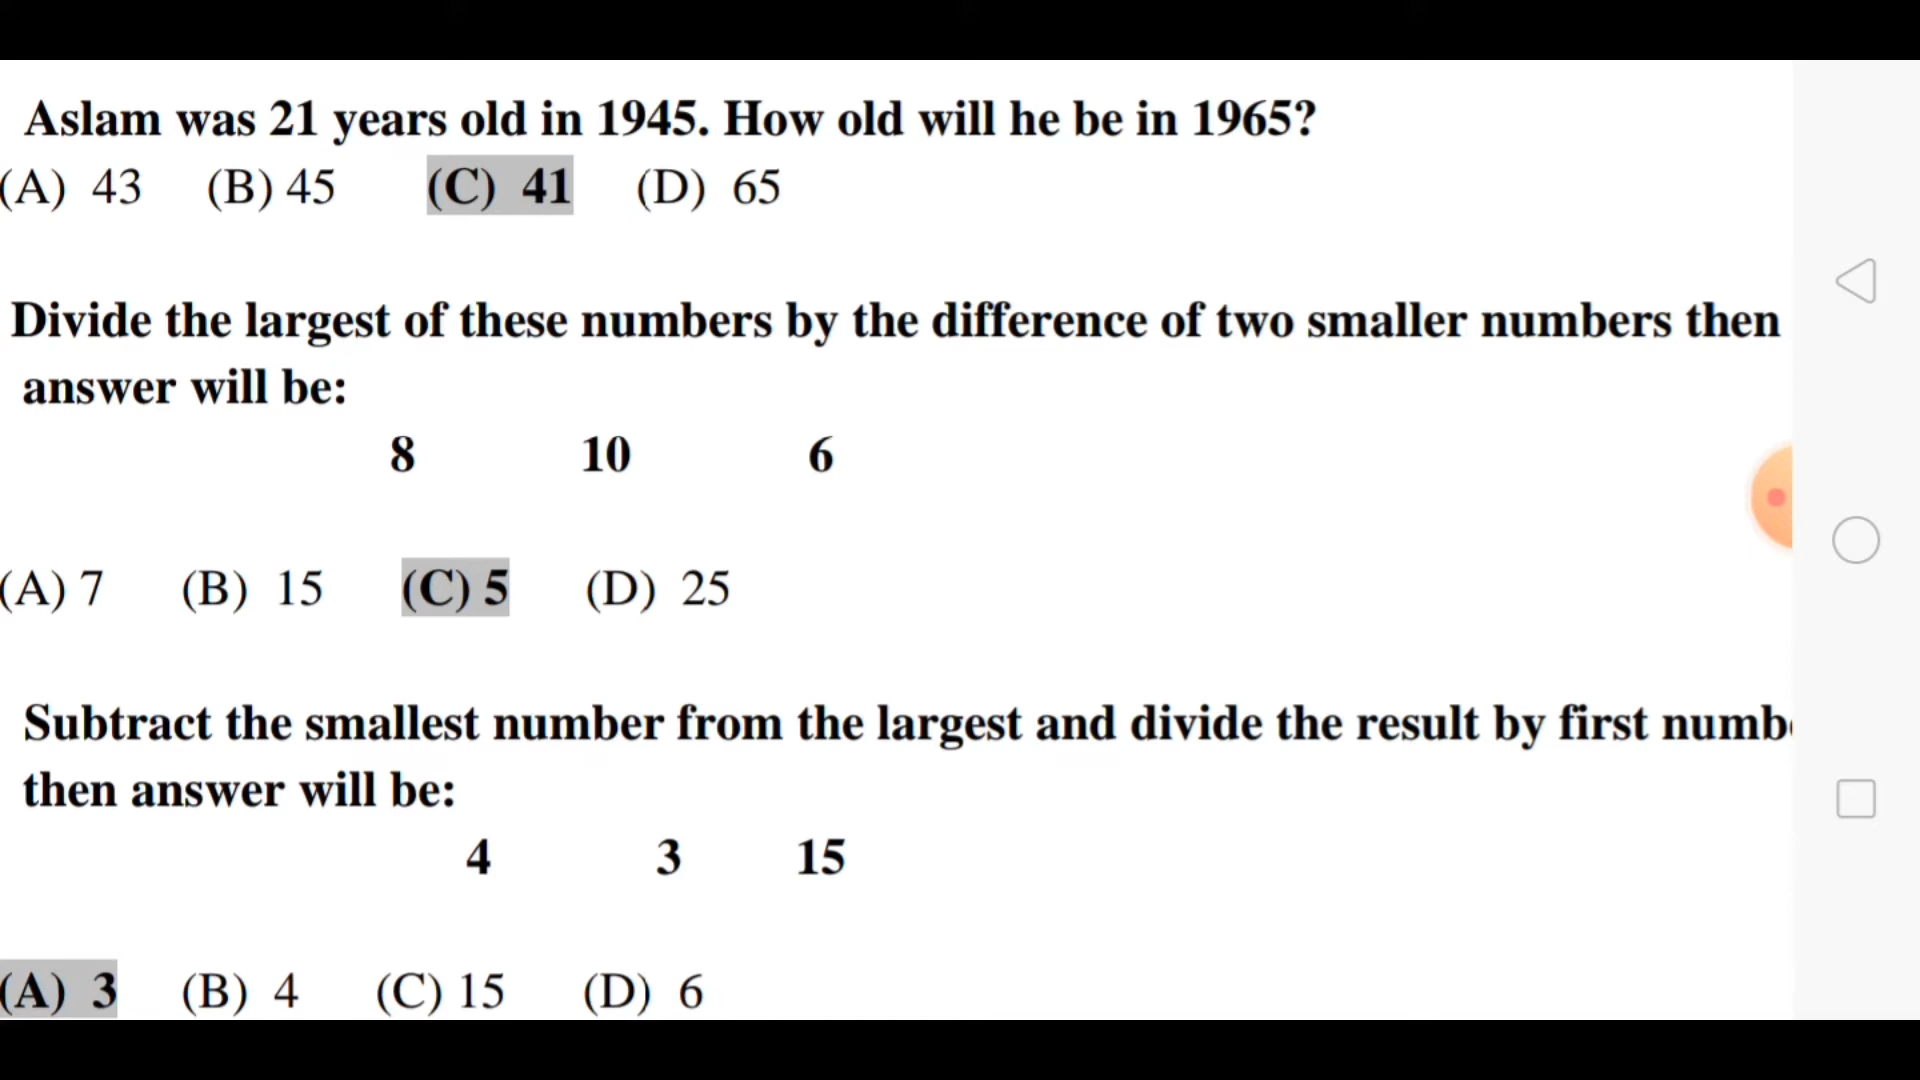 Aslam was 21 years old in 1945. How old will he be in 1965?
(A) 43 (B) 45 (C) 41 (D) 65
Divide the largest of these numbers by the difference of two smaller numbers then
answer will be:
8 10 6
(A) 7 (B) 15 (C) 5 (D) 25
Subtract the smallest number from the largest and divide the result by first
then answer will be:
4 3 15
(A) 3 (B) 4 (C) 15 (D) 6